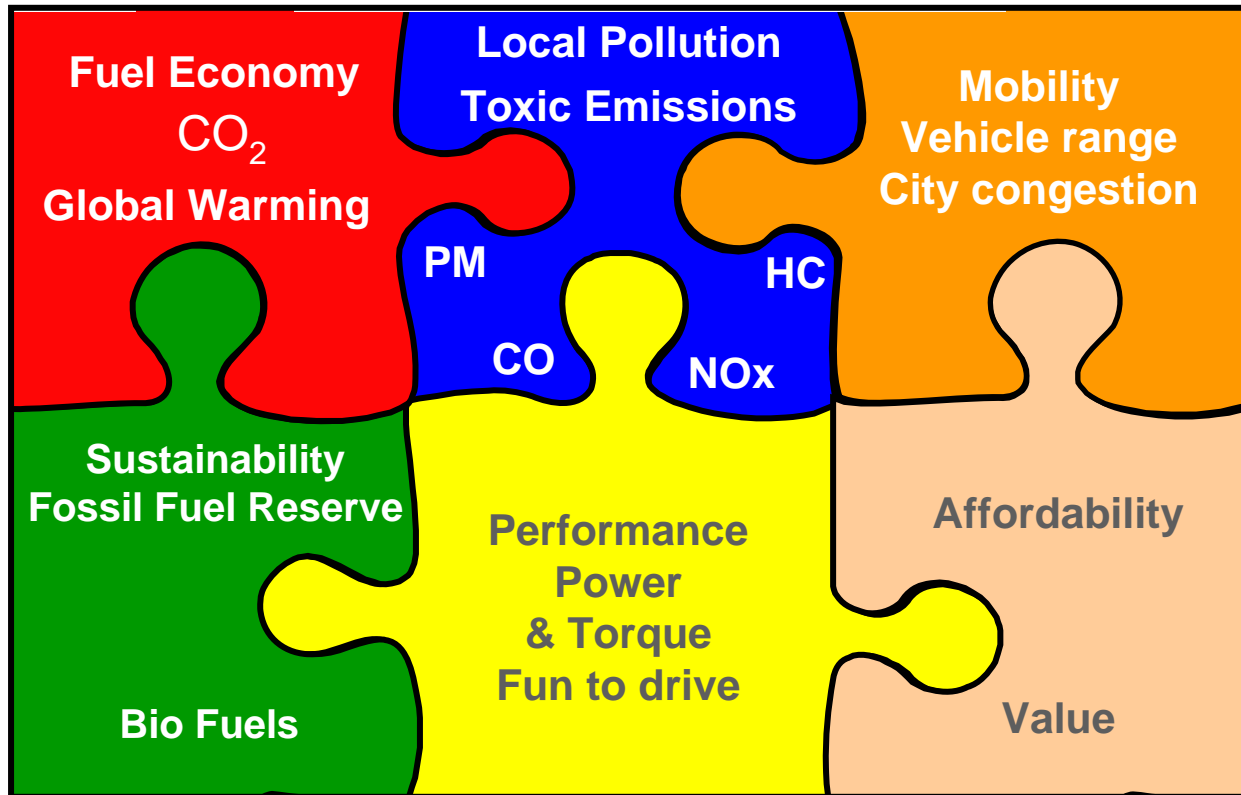 Fuel Economy
CO₂
Global Warming
Local Pollution
Toxic Emissions
PM
HC
CO
NOx
Mobility
Vehicle range
City congestion
Sustainability
Fossil Fuel Reserve
Bio Fuels
Performance
Power
& Torque
Fun to drive
Affordability
Value